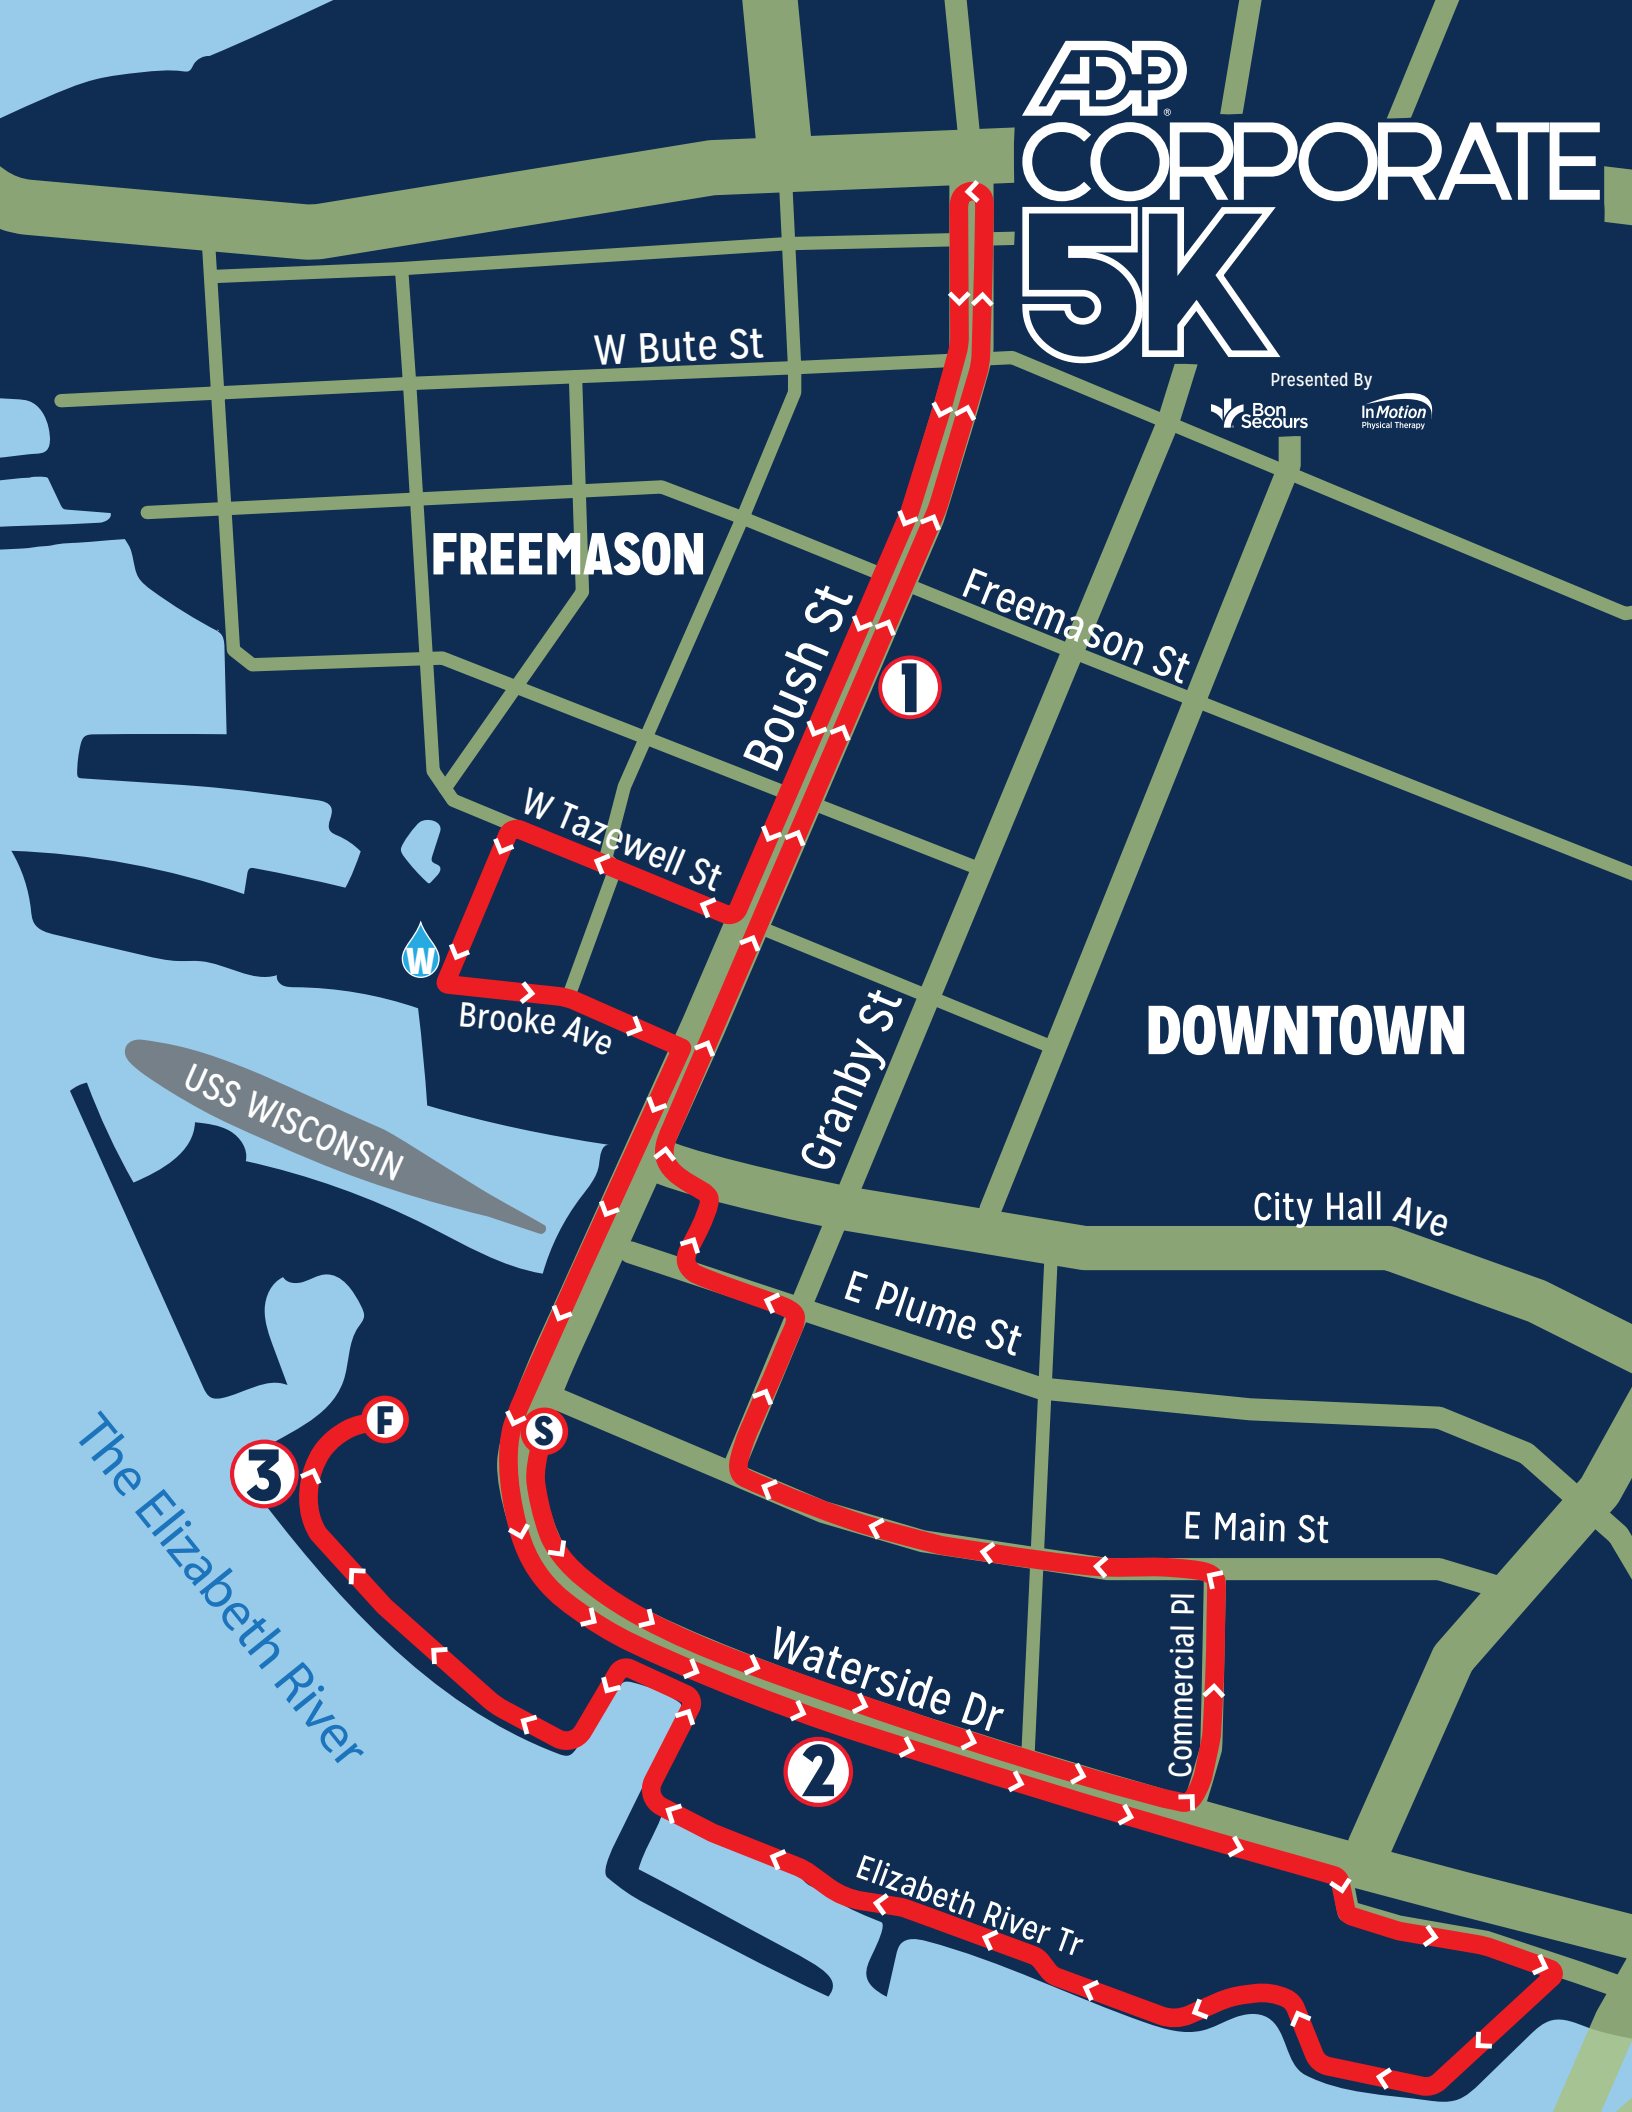 ADP®
CORPORATE
5K
Presented By
Bon
Secours
In Motion
Physical Therapy
W Bute St
FREEMASON
Freemason St
Boush St
1
W Tazewell St
W
Brooke Ave
Granby St
DOWNTOWN
USS WISCONSIN
City Hall Ave
E Plume St
F
S
3
The Elizabeth River
E Main St
Commercial Pl
Waterside Dr
2
Elizabeth River Tr